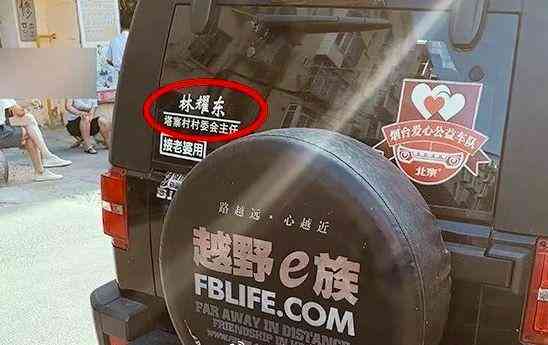 林耀东
塔寨村村委会主任
接老婆用
烟台爱心公益车队
北京
路越远·心越近
越野e族
FBLIFE.COM
FAR AWAY IN DISTANCE
FRIENDSHIP IN